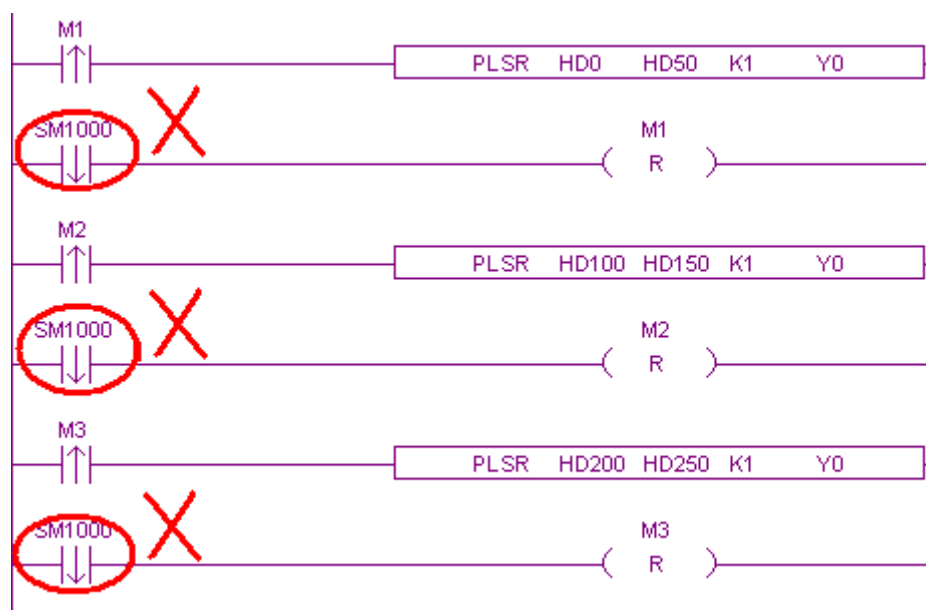 M1
PLSR HD0 HD50 K1 Y0
SM1000
M1
R
M2
PLSR HD100 HD150 K1 Y0
SM1000
M2
R
M3
PLSR HD200 HD250 K1 Y0
SM1000
M3
R